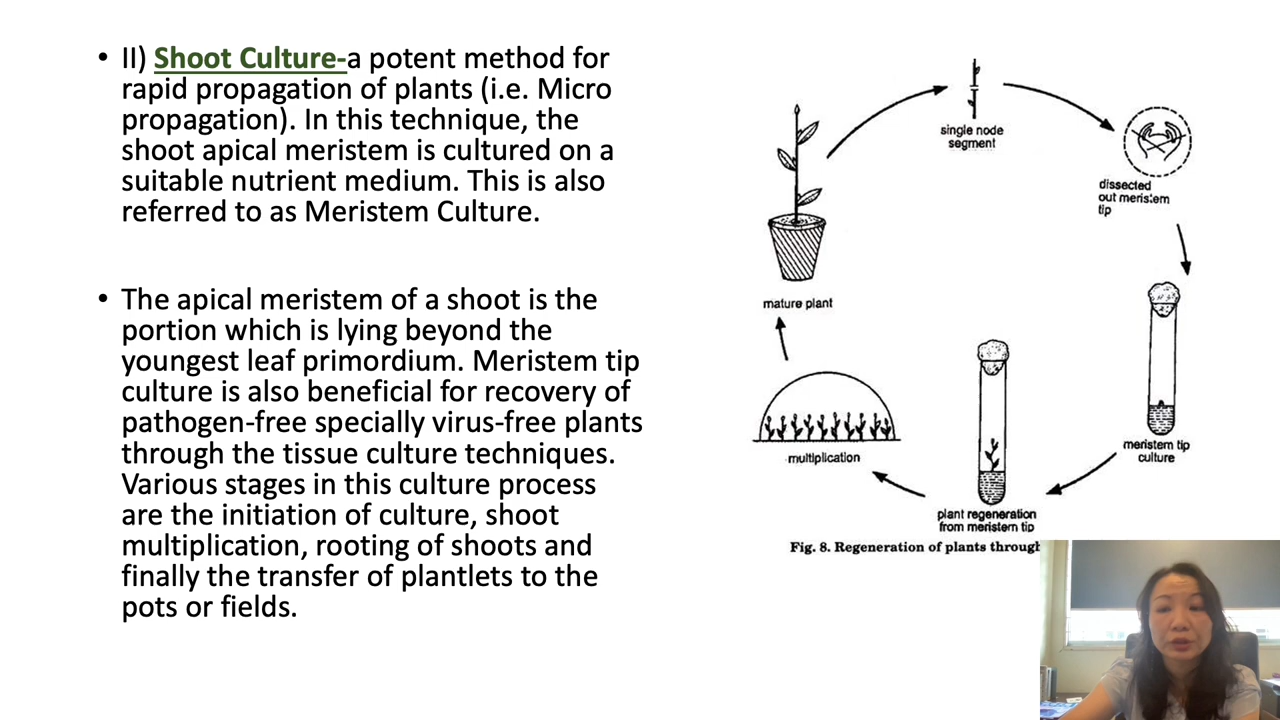 • II) Shoot Culture-a potent method for
rapid propagation of plants (i.e. Micro
propagation). In this technique, the
shoot apical meristem is cultured on a
suitable nutrient medium. This is also
referred to as Meristem Culture.
• The apical meristem of a shoot is the
portion which is lying beyond the
youngest leaf primordium. Meristem tip
culture is also beneficial for recovery of
pathogen-free specially virus-free plants
through the tissue culture techniques.
Various stages in this culture process
are the initiation of culture, shoot
multiplication, rooting of shoots and
finally the transfer of plantlets to the
pots or fields.
single node
segment
dissected
out meristem
tip
mature plant
meristem tip
culture
multiplication
plant regeneration
from meristem tip
Fig. 8. Regeneration of plants through